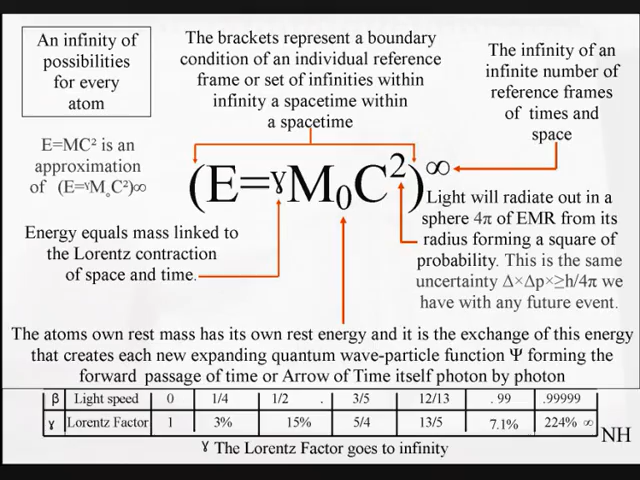 An infinity of
possibilities
for every
atom
The brackets represent a boundary
condition of an individual reference
frame or set of infinities within
infinity a spacetime within
a spacetime
The infinity of an
infinite number of
reference frames
of times and
space
E=MC² is an
approximation
of (E=ˠM˳C²)∞
(E=ɤM₀C²)∞
Energy equals mass linked to
the Lorentz contraction
of space and time.
Light will radiate out in a
sphere 4π of EMR from its
radius forming a square of
probability. This is the same
uncertainty Δ×Δp×≥h/4π we
have with any future event.
The atoms own rest mass has its own rest energy and it is the exchange of this energy
that creates each new expanding quantum wave-particle function Ψ forming the
forward passage of time or Arrow of Time itself photon by photon
β Light speed 0 1/4 1/2 . 3/5 12/13 . 99 .99999
ɤ Lorentz Factor 1 3% 15% 5/4 13/5 7.1% 224% ∞
ɤ The Lorentz Factor goes to infinity
NH